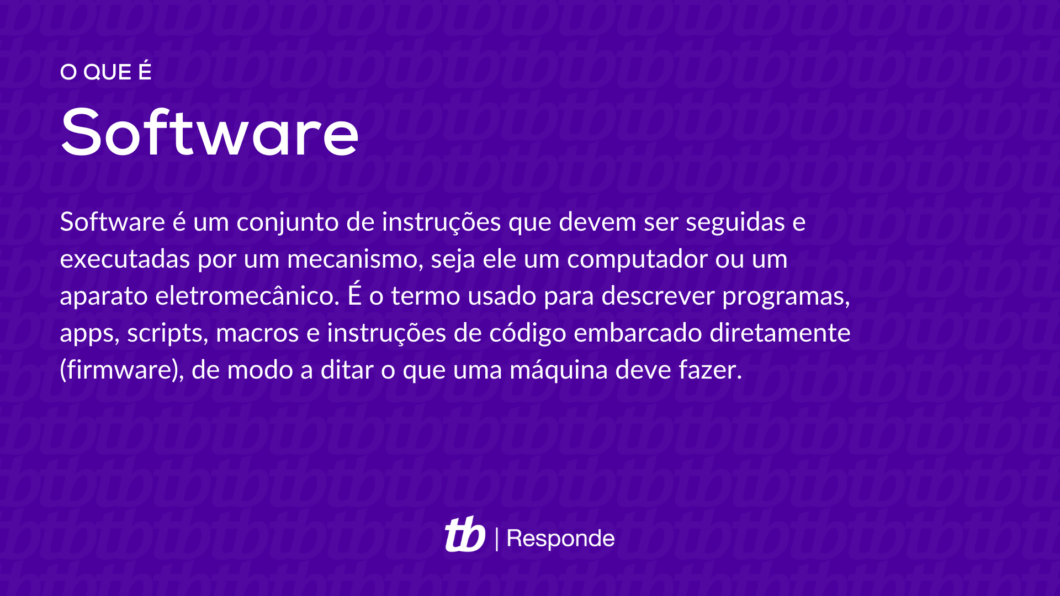 O QUE É
Software
Software é um conjunto de instruções que devem ser seguidas e
executadas por um mecanismo, seja ele um computador ou um
aparato eletromecânico. É o termo usado para descrever programas,
apps, scripts, macros e instruções de código embarcado diretamente
(firmware), de modo a ditar o que uma máquina deve fazer.
tb | Responde